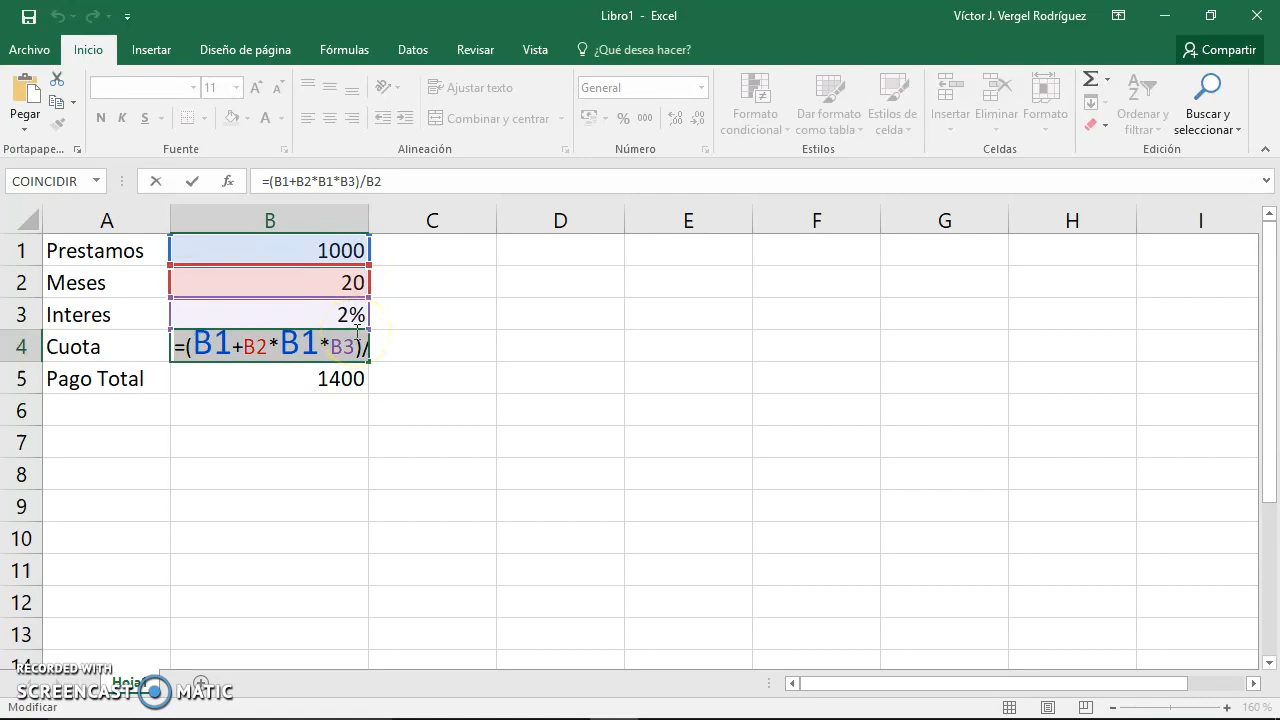 Libro1 - Excel
Víctor J. Vergel Rodríguez
Archivo Inicio Insertar Diseño de página Fórmulas Datos Revisar Vista ¿Qué desea hacer? Compartir
Pegar
11
N K S
Ajustar texto
Combinar y centrar
General
% 000
Formato condicional
Dar formato como tabla
Estilos de celda
Insertar Eliminar Formato
Ordenar y filtrar
Buscar y seleccionar
Portapape... Fuente Alineación Número Estilos Celdas Edición
COINCIDIR fx =(B1+B2*B1*B3)/B2
A B C D E F G H I
1 Prestamos 1000
2 Meses 20
3 Interes 2%
4 Cuota =(B1+B2*B1*B3)/
5 Pago Total 1400
6
7
8
9
10
11
12
13
14
RECORDED WITH
SCREENCAST MATIC
Modificar 160 %